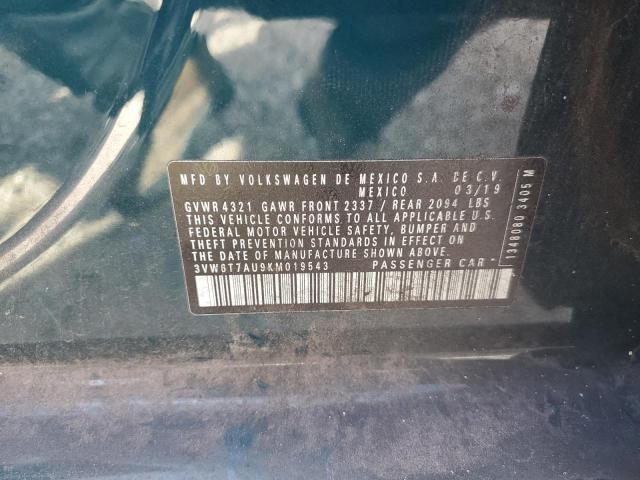 MFD BY VOLKSWAGEN DE MEXICO S.A. DE C.V.
MEXICO 03/19
GVWR 4321 GAWR FRONT 2337 / REAR 2094 LBS
THIS VEHICLE CONFORMS TO ALL APPLICABLE U.S.
FEDERAL MOTOR VEHICLE SAFETY, BUMPER AND
THEFT PREVENTION STANDARDS IN EFFECT ON
THE DATE OF MANUFACTURE SHOWN ABOVE.
3VW6T7AU9KM019543 PASSENGER CAR
1348080 3405 M